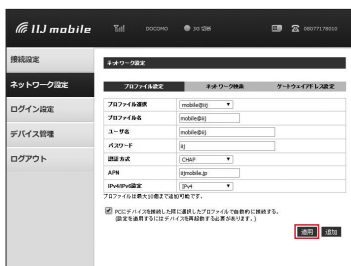 IIJ mobile
DOCOMO
3G 接続
08077178010
接続設定
ネットワーク設定
ログイン設定
デバイス管理
ログアウト
ネットワーク設定
プロファイル設定
ネットワーク検索
ゲートウェイアドレス設定
プロファイル選択 mobile@iij
プロファイル名 mobile@iij
ユーザ名 mobile@iij
パスワード iij
認証方式 CHAP
APN iijmobile.jp
IPv4/IPv6設定 IPv4
プロファイルは最大10個まで追加可能です。
PCにデバイスを接続した際に選択したプロファイルで自動的に接続する。
(設定を適用するにはデバイスを再起動する必要があります。)
適用 追加